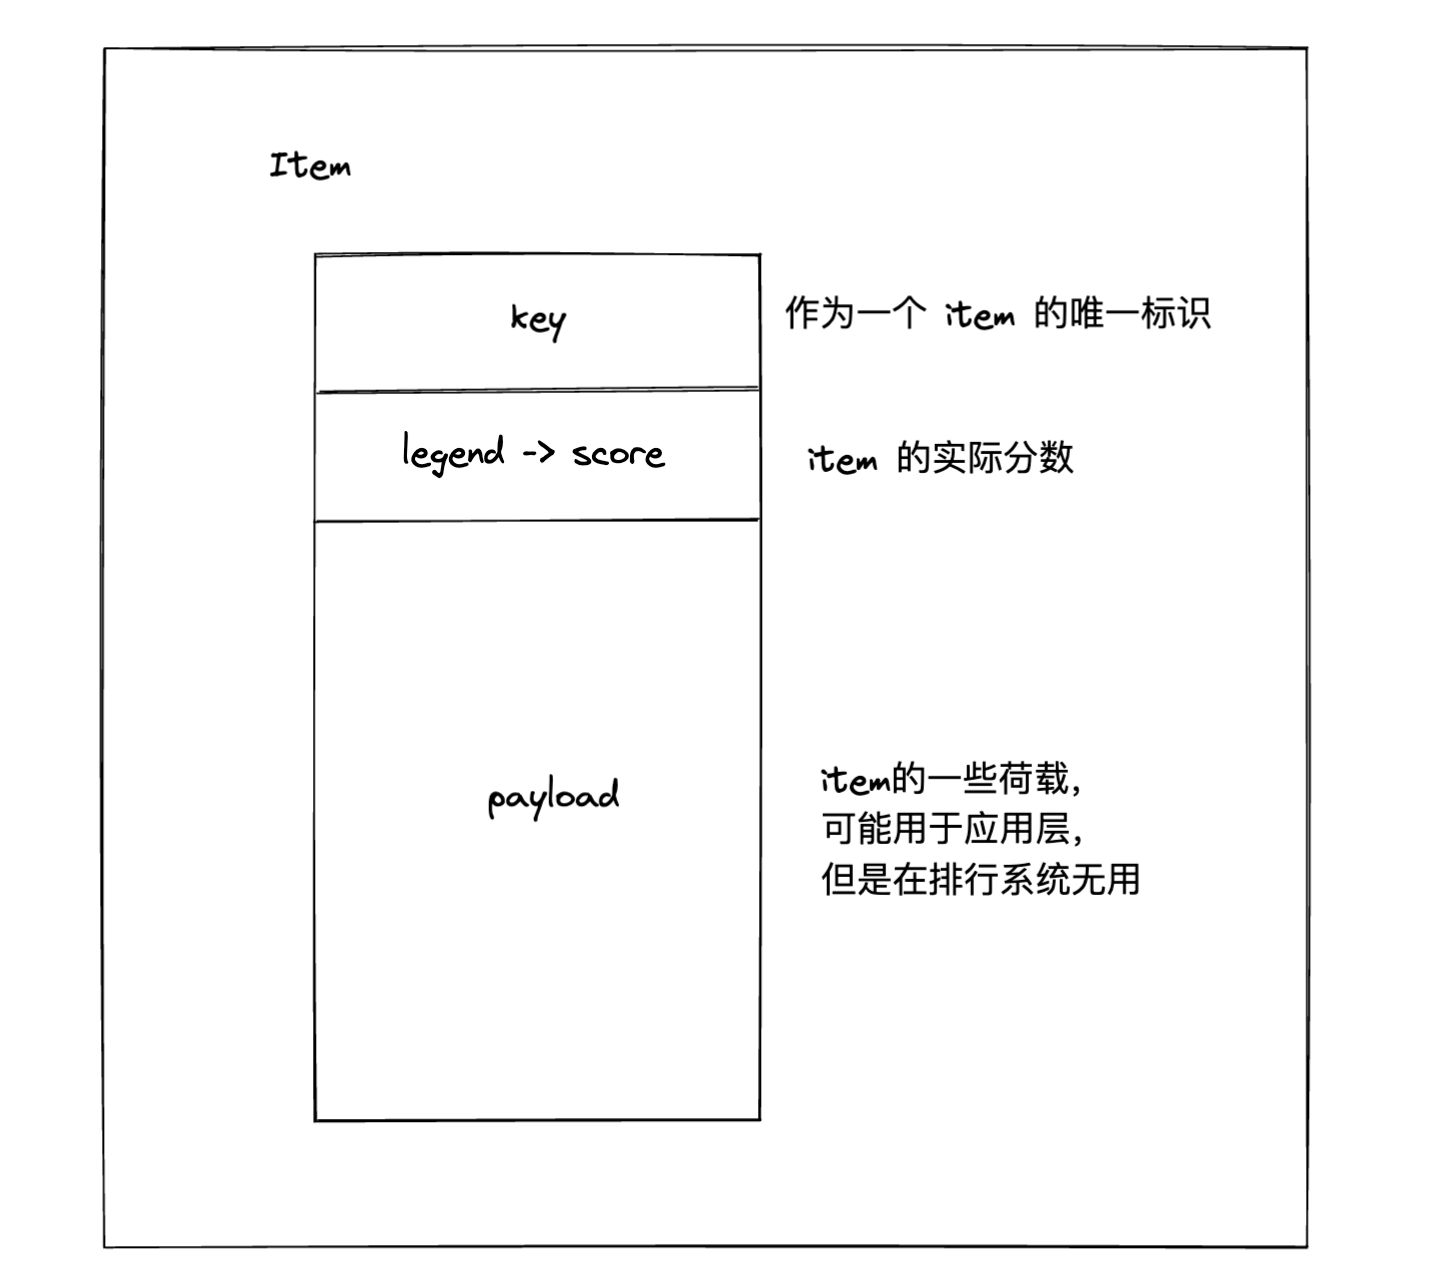 Item
key
作为一个 item 的唯一标识
legend -> score
item 的实际分数
payload
item的一些荷载，
可能用于应用层，
但是在排行系统无用